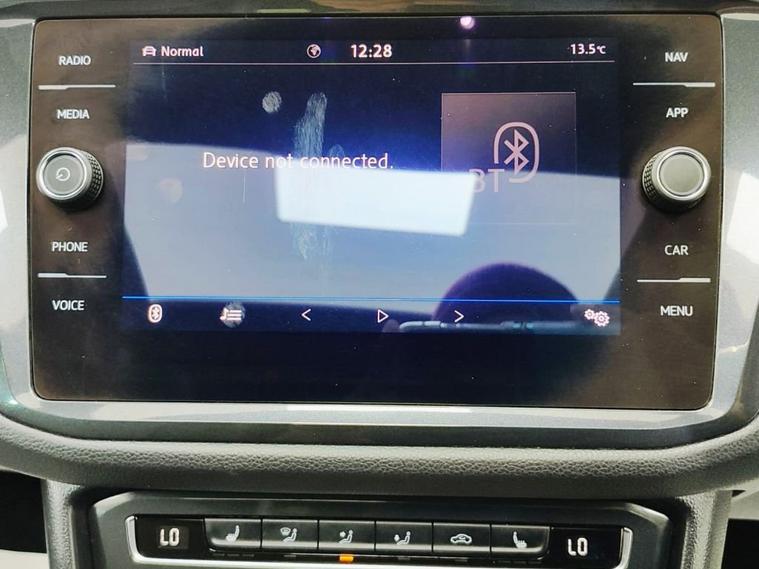 Normal 12:28 13.5°C
RADIO
MEDIA
PHONE
VOICE
NAV
APP
CAR
MENU
Device not connected.
BT
LO LO